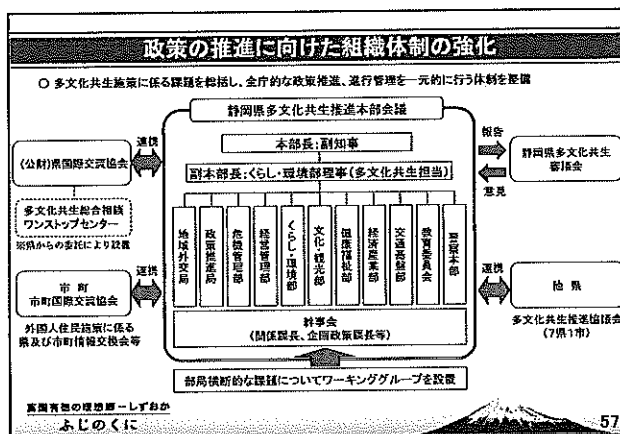 政策の推進に向けた組織体制の強化
○ 多文化共生施策に係る課題を総括し、全庁的な政策推進、進行管理を一元的に行う体制を整備
静岡県多文化共生推進本部会議
本部長:副知事
副本部長:くらし・環境部理事(多文化共生担当)
地域外交局
政策推進局
危機管理部
経営管理部
くらし・環境部
文化・観光部
健康福祉部
経済産業部
交通基盤部
教育委員会
警察本部
幹事会
(関係課長、企画政策課長等)
部局横断的な課題についてワーキンググループを設置
(公財)県国際交流協会
連携
多文化共生総合相談
ワンストップセンター
※県からの委託により設置
市 町
市町国際交流協会
連携
外国人住民施策に係る
県及び市町情報交換会等
報告
意見
静岡県多文化共生
審議会
連携
他 県
多文化共生推進協議会
(7県1市)
富国有徳の理想郷-しずおか
ふじのくに
57